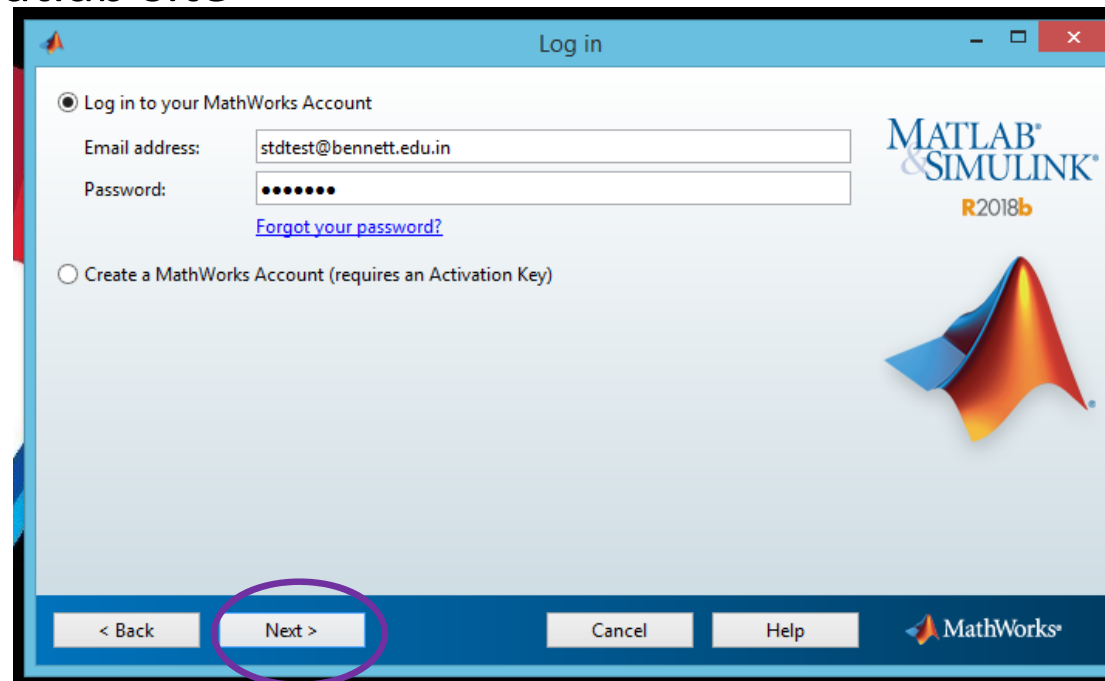 Log in
Log in to your MathWorks Account
MATLAB®
&SIMULINK®
R2018b
Email address: stdtest@bennett.edu.in
Password: •••••••
Forgot your password?
Create a MathWorks Account (requires an Activation Key)
< Back Next > Cancel Help MathWorks®